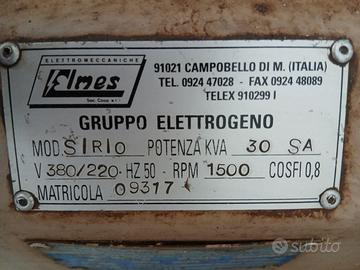 ELETTROMECCANICHE
Elmes
Soc. Coop. a r.l.
91021 CAMPOBELLO DI M. (ITALIA)
TEL. 0924 47028 - FAX 0924 48089
TELEX 910299 I
GRUPPO ELETTROGENO
MOD. SIRIO POTENZA KVA 30 SA
V 380/220 HZ 50 - RPM 1500 COSFI 0,8
MATRICOLA 09317
subito